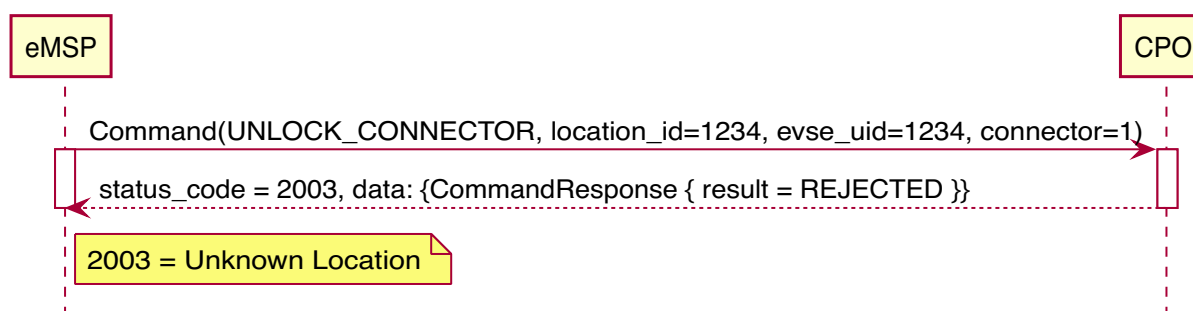 eMSP
CPO
Command(UNLOCK_CONNECTOR, location_id=1234, evse_uid=1234, connector=1)
status_code = 2003, data: {CommandResponse { result = REJECTED }}
2003 = Unknown Location